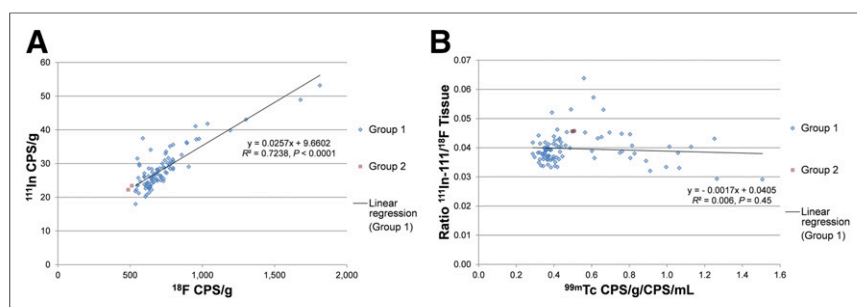 A
¹¹¹In CPS/g
60
50
40
30
20
10
0
0
500
1,000
1,500
2,000
¹⁸F CPS/g
y = 0.0257x + 9.6602
R² = 0.7238, P < 0.0001
Group 1
Group 2
Linear
regression
(Group 1)
B
Ratio ¹¹¹In-111/¹⁸F Tissue
0.07
0.06
0.05
0.04
0.03
0.02
0.01
0.00
0.0
0.2
0.4
0.6
0.8
1.0
1.2
1.4
1.6
⁹⁹ᵐTc CPS/g/CPS/mL
y = - 0.0017x + 0.0405
R² = 0.006, P = 0.45
Group 1
Group 2
Linear
regression
(Group 1)